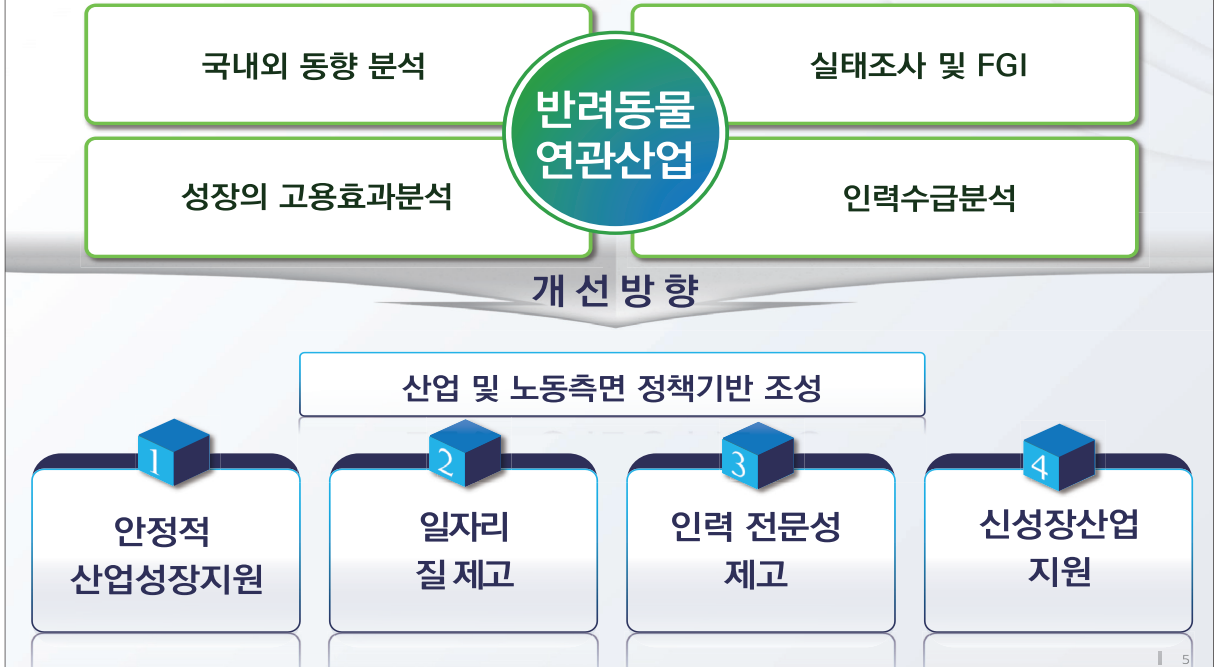 국내외 동향 분석
실태조사 및 FGI
반려동물
연관산업
성장의 고용효과분석
인력수급분석
개선방향
산업 및 노동측면 정책기반 조성
1
안정적
산업성장지원
2
일자리
질 제고
3
인력 전문성
제고
4
신성장산업
지원
5